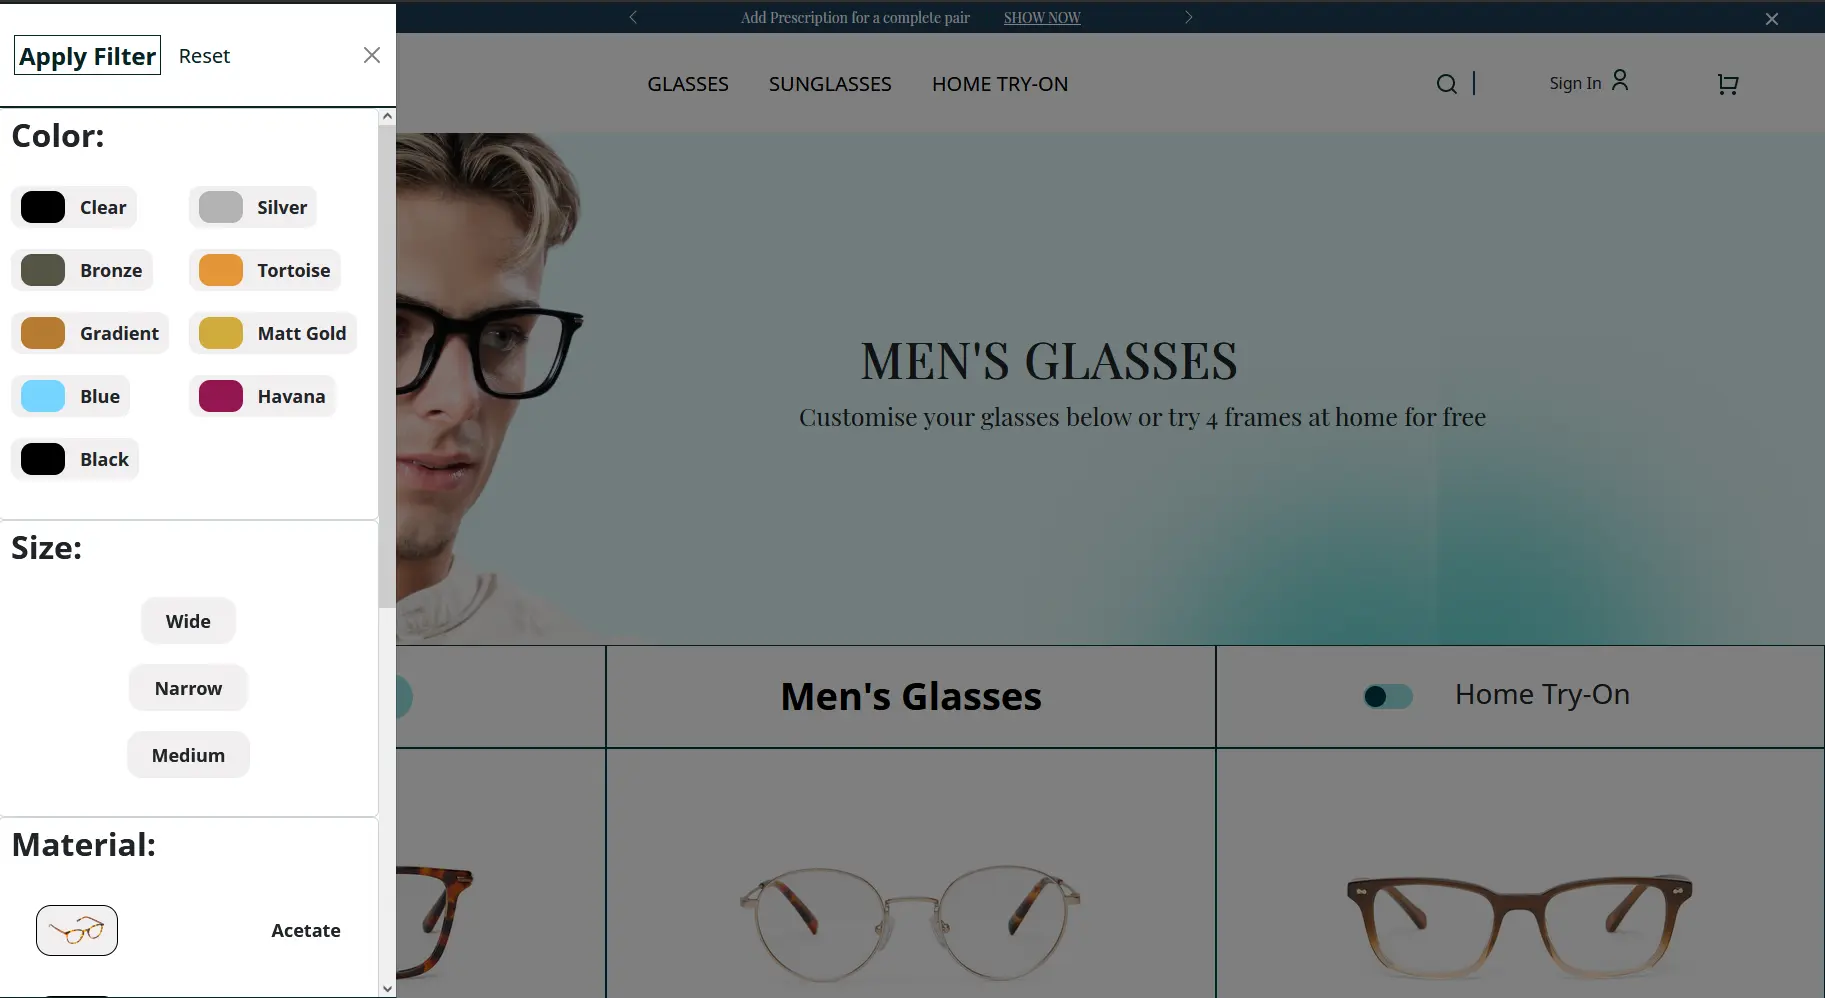 Add Prescription for a complete pair SHOW NOW
Apply Filter Reset
GLASSES SUNGLASSES HOME TRY-ON Sign In
Color:
Clear Silver
Bronze Tortoise
Gradient Matt Gold
Blue Havana
Black
MEN'S GLASSES
Customise your glasses below or try 4 frames at home for free
Size:
Wide
Narrow
Medium
Men's Glasses Home Try-On
Material:
Acetate